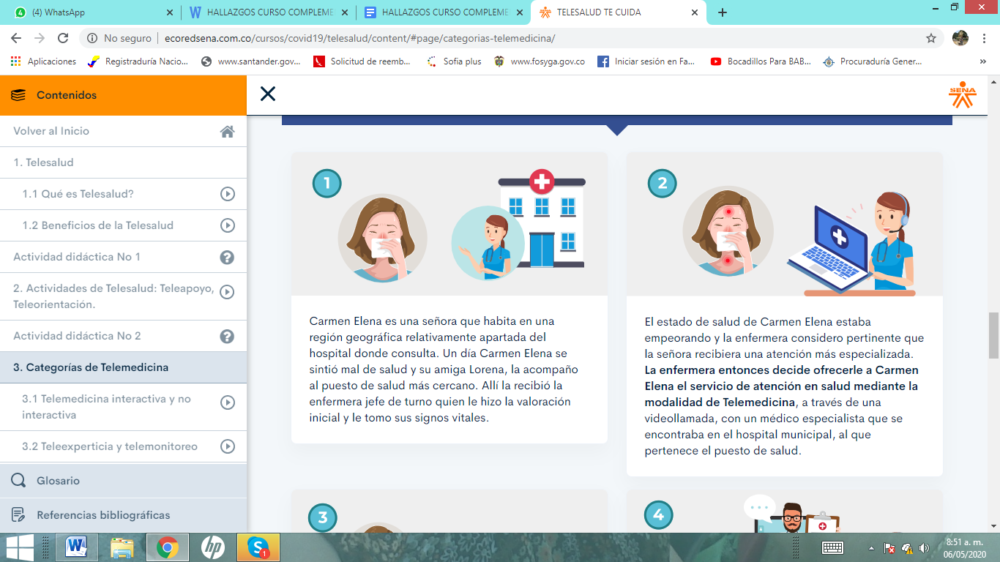 (4) WhatsApp
HALLAZGOS CURSO COMPLEME
HALLAZGOS CURSO COMPLEME
TELESALUD TE CUIDA
No seguro
ecoredsena.com.co/cursos/covid19/telesalud/content/#page/categorias-telemedicina/
Aplicaciones
Registraduría Nacio...
www.santander.gov...
Solicitud de reemb...
Sofia plus
www.fosyga.gov.co
Iniciar sesión en Fa...
Bocadillos Para BAB...
Procuraduría Gener...
»
Contenidos
SENA
Volver al Inicio
1. Telesalud
1.1 Qué es Telesalud?
1.2 Beneficios de la Telesalud
Actividad didáctica No 1
2. Actividades de Telesalud: Teleapoyo,
Teleorientación.
Actividad didáctica No 2
3. Categorías de Telemedicina
3.1 Telemedicina interactiva y no
interactiva
3.2 Teleexperticia y telemonitoreo
Glosario
Referencias bibliográficas
1
Carmen Elena es una señora que habita en una
región geográfica relativamente apartada del
hospital donde consulta. Un día Carmen Elena se
sintió mal de salud y su amiga Lorena, la acompaño
al puesto de salud más cercano. Allí la recibió la
enfermera jefe de turno quien le hizo la valoración
inicial y le tomo sus signos vitales.
2
El estado de salud de Carmen Elena estaba
empeorando y la enfermera considero pertinente que
la señora recibiera una atención más especializada.
La enfermera entonces decide ofrecerle a Carmen
Elena el servicio de atención en salud mediante la
modalidad de Telemedicina, a través de una
videollamada, con un médico especialista que se
encontraba en el hospital municipal, al que
pertenece el puesto de salud.
3
4
8:51 a. m.
06/05/2020